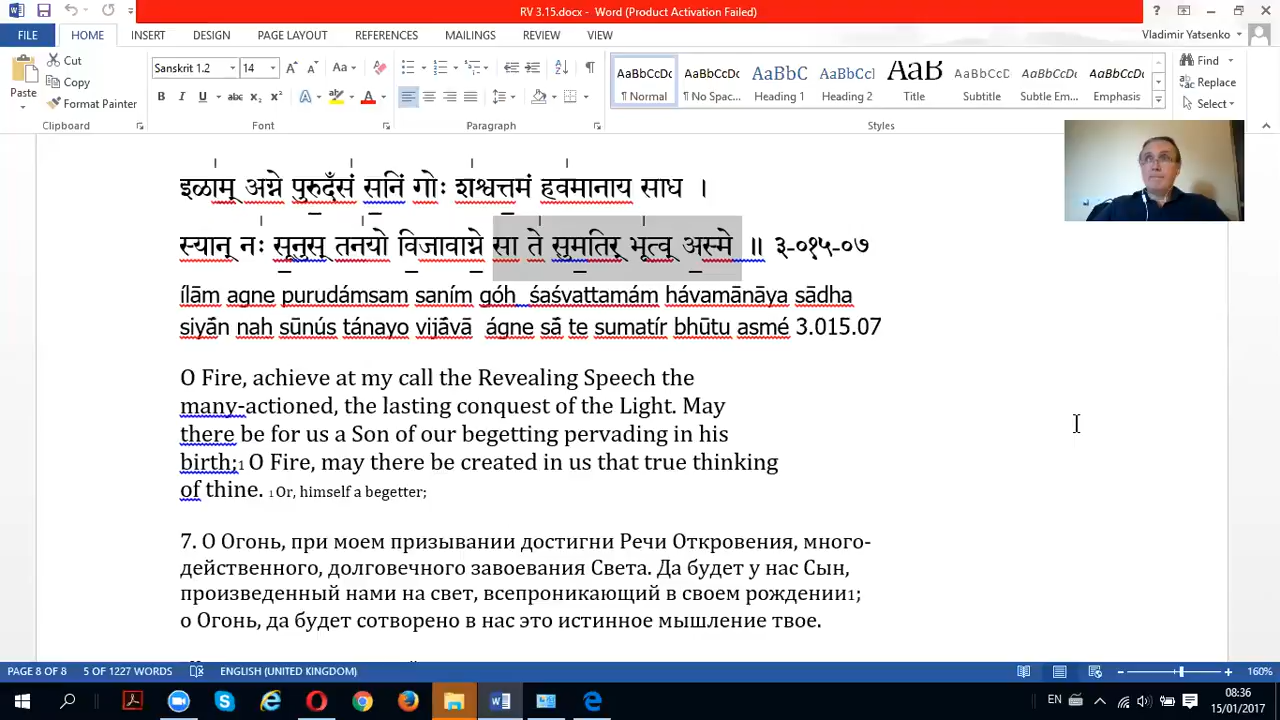 RV 3.15.docx - Word (Product Activation Failed)
FILE HOME INSERT DESIGN PAGE LAYOUT REFERENCES MAILINGS REVIEW VIEW Vladimir Yatsenko
Cut
Copy
Format Painter
Paste
Sanskrit 1.2 14
AaBbCcDc AaBbCcDc AaBbC AaBbCcE AaB AaBbCcD AaBbCcDc AaBbCcDc
¶ Normal ¶ No Spac... Heading 1 Heading 2 Title Subtitle Subtle Em... Emphasis
Find
Replace
Select
Clipboard Font Paragraph Styles
इळाम् अग्ने पुरुदँसं सनिं गोः शश्वत्तमं हवमानाय साध ।
स्यान् नः सूनुस् तनयो विजावाग्ने सा ते सुमतिर् भूत्व् अस्मे ॥ ३-०१५-०७
íḷām agne purudáṃsam saním góḥ śaśvattamám hávamānāya sādha
siyā́n naḥ sūnús tánayo vijā́vā ágne sā́ te sumatír bhūtu asmé 3.015.07
O Fire, achieve at my call the Revealing Speech the
many-actioned, the lasting conquest of the Light. May
there be for us a Son of our begetting pervading in his
birth;1 O Fire, may there be created in us that true thinking
of thine. 1 Or, himself a begetter;
7. О Огонь, при моем призывании достигни Речи Откровения, много-
действенного, долговечного завоевания Света. Да будет у нас Сын,
произведенный нами на свет, всепроникающий в своем рождении1;
о Огонь, да будет сотворено в нас это истинное мышление твое.
PAGE 8 OF 8 5 OF 1227 WORDS ENGLISH (UNITED KINGDOM) 160%
EN 08:36
15/01/2017